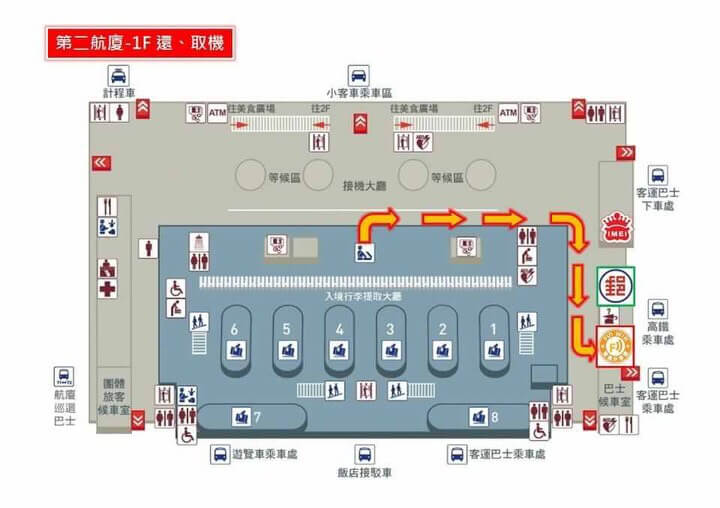 第二航廈-1F 還、取機
計程車
小客車乘車區
ATM
往美食廣場
往2F
往美食廣場
往2F
ATM
等候區
接機大廳
等候區
客運巴士
下車處
IMEI
入境行李提取大廳
郵
高鐵
乘車處
6
5
4
3
2
1
航廈
巡迴
巴士
團體
旅客
候車室
巴士
候車室
客運巴士
乘車處
7
8
遊覽車乘車處
飯店接駁車
客運巴士乘車處